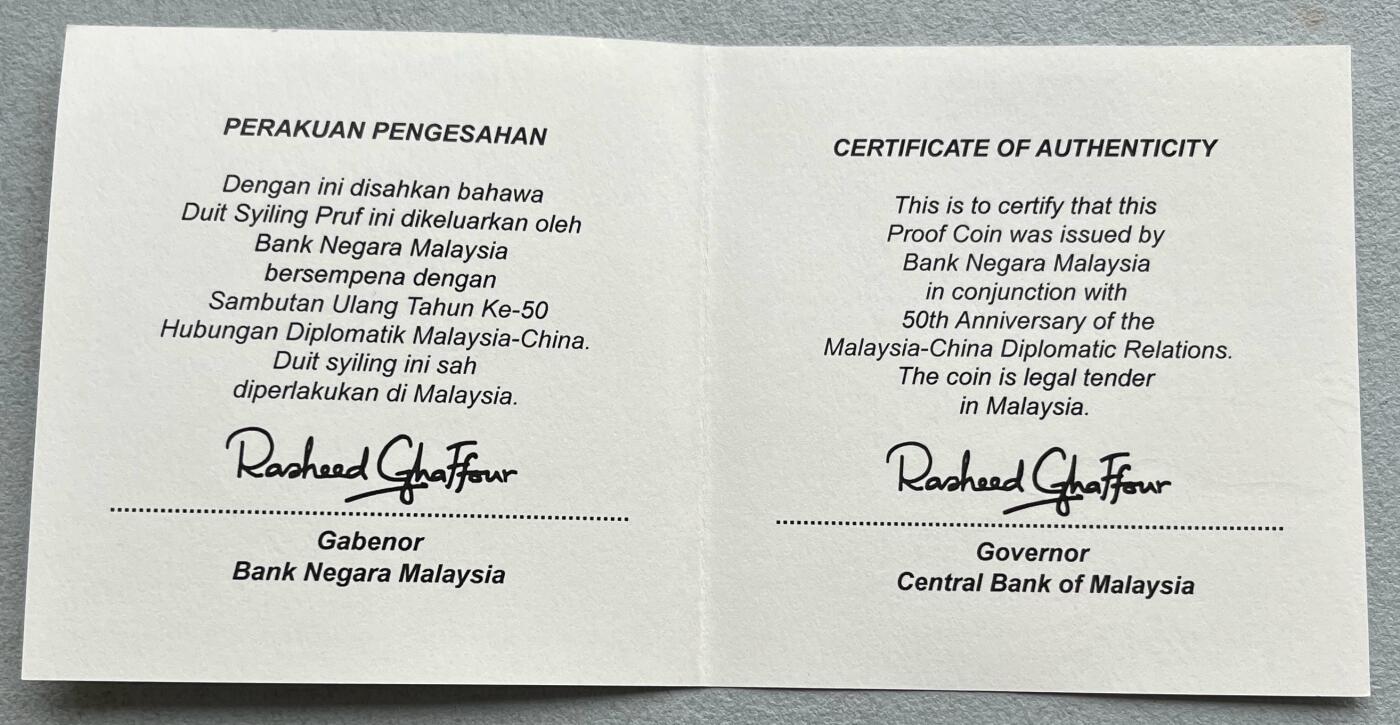 PERAKUAN PENGESAHAN
Dengan ini disahkan bahawa
Duit Syiling Pruf ini dikeluarkan oleh
Bank Negara Malaysia
bersempena dengan
Sambutan Ulang Tahun Ke-50
Hubungan Diplomatik Malaysia-China.
Duit syiling ini sah
diperlakukan di Malaysia.
Rasheed Ghaffour
Gabenor
Bank Negara Malaysia
CERTIFICATE OF AUTHENTICITY
This is to certify that this
Proof Coin was issued by
Bank Negara Malaysia
in conjunction with
50th Anniversary of the
Malaysia-China Diplomatic Relations.
The coin is legal tender
in Malaysia.
Rasheed Ghaffour
Governor
Central Bank of Malaysia